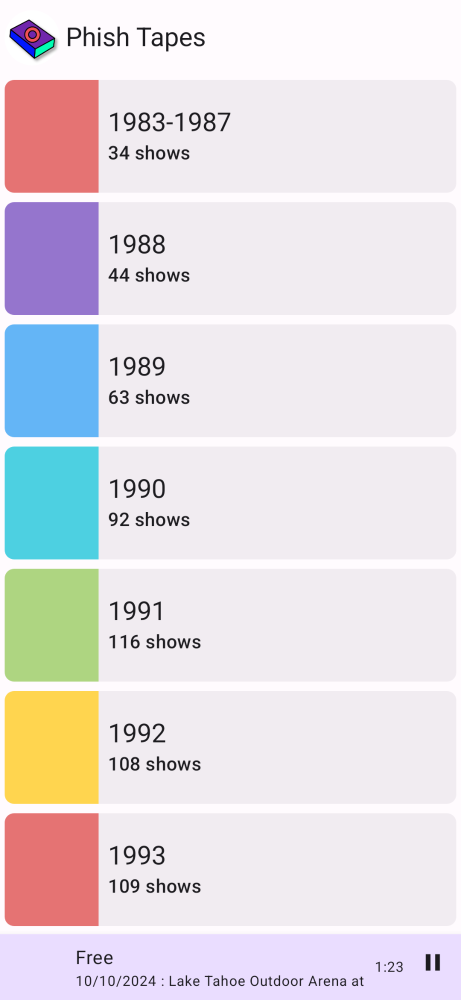 Phish Tapes
1983-1987
34 shows
1988
44 shows
1989
63 shows
1990
92 shows
1991
116 shows
1992
108 shows
1993
109 shows
Free
1:23
10/10/2024 : Lake Tahoe Outdoor Arena at